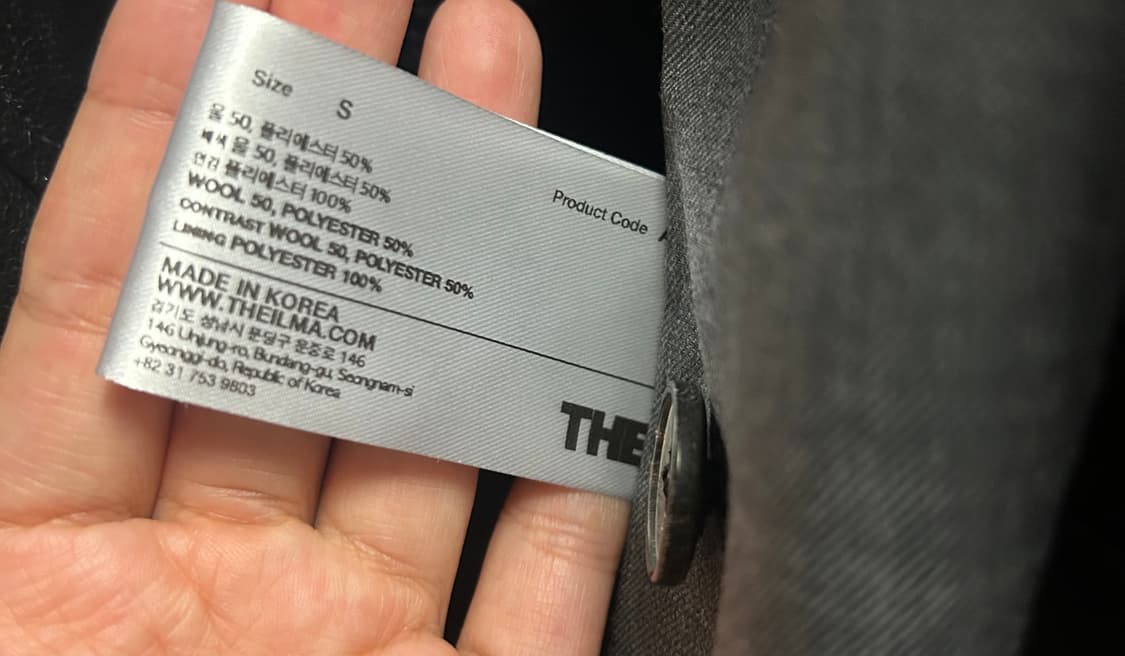 Size S
울 50, 폴리에스터 50%
배색 울 50, 폴리에스터 50%
안감 폴리에스터 100%
WOOL 50, POLYESTER 50%
CONTRAST WOOL 50, POLYESTER 50%
LINING POLYESTER 100%
Product Code
MADE IN KOREA
WWW.THEILMA.COM
경기도 성남시 분당구 운중로 146
146 Unjung-ro, Bundang-gu, Seongnam-si
Gyeonggi-do, Republic of Korea
+82 31 753 9803
THE